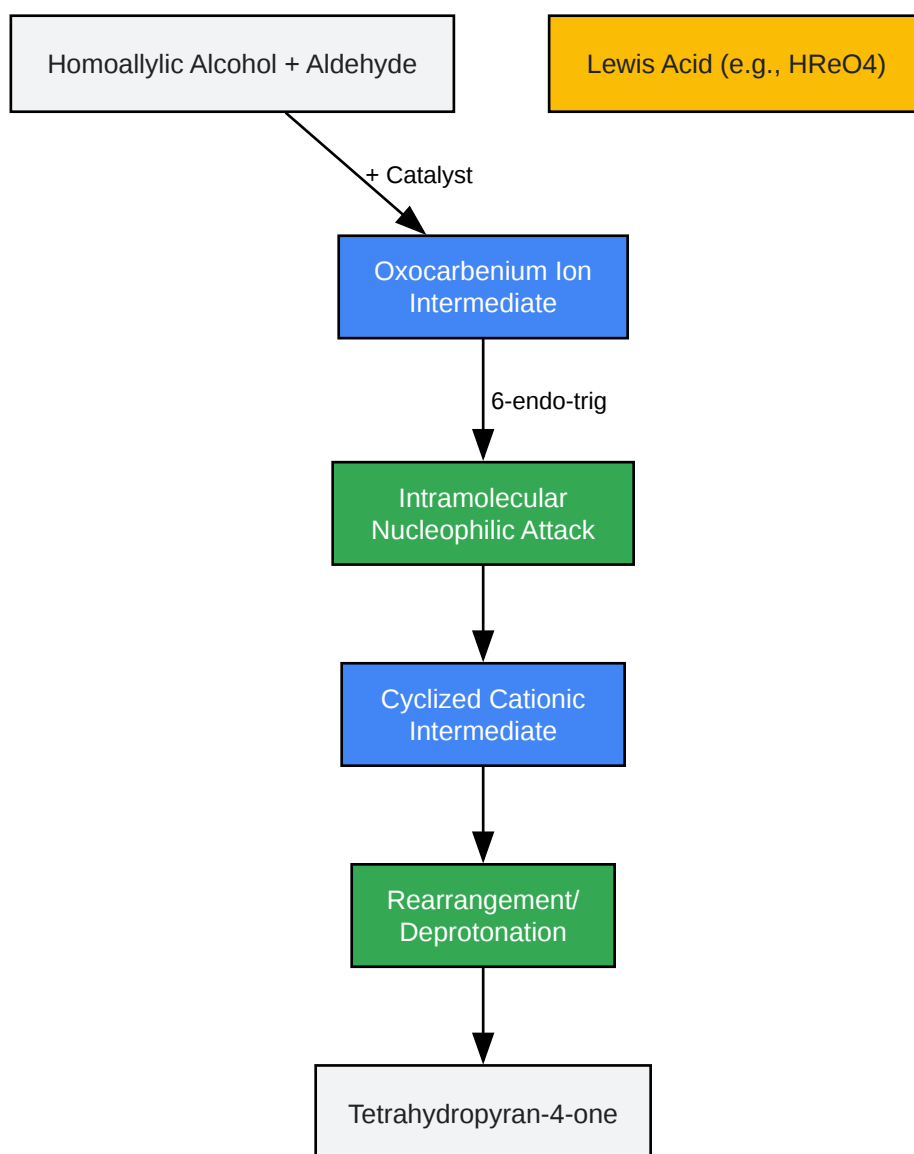 Homoallylic Alcohol + Aldehyde
Lewis Acid (e.g., HReO4)
+ Catalyst
Oxocarbenium Ion
Intermediate
6-endo-trig
Intramolecular
Nucleophilic Attack
Cyclized Cationic
Intermediate
Rearrangement/
Deprotonation
Tetrahydropyran-4-one